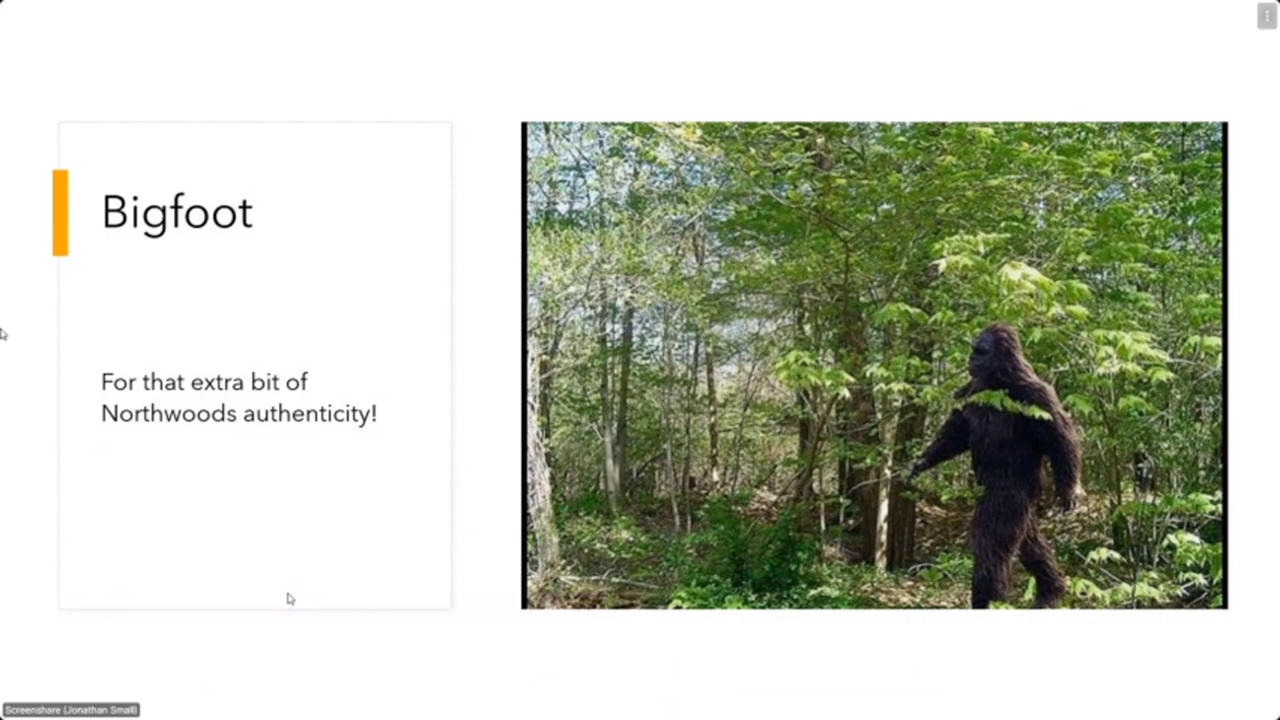 Bigfoot
For that extra bit of
Northwoods authenticity!
Screenshare (Jonathan Small)